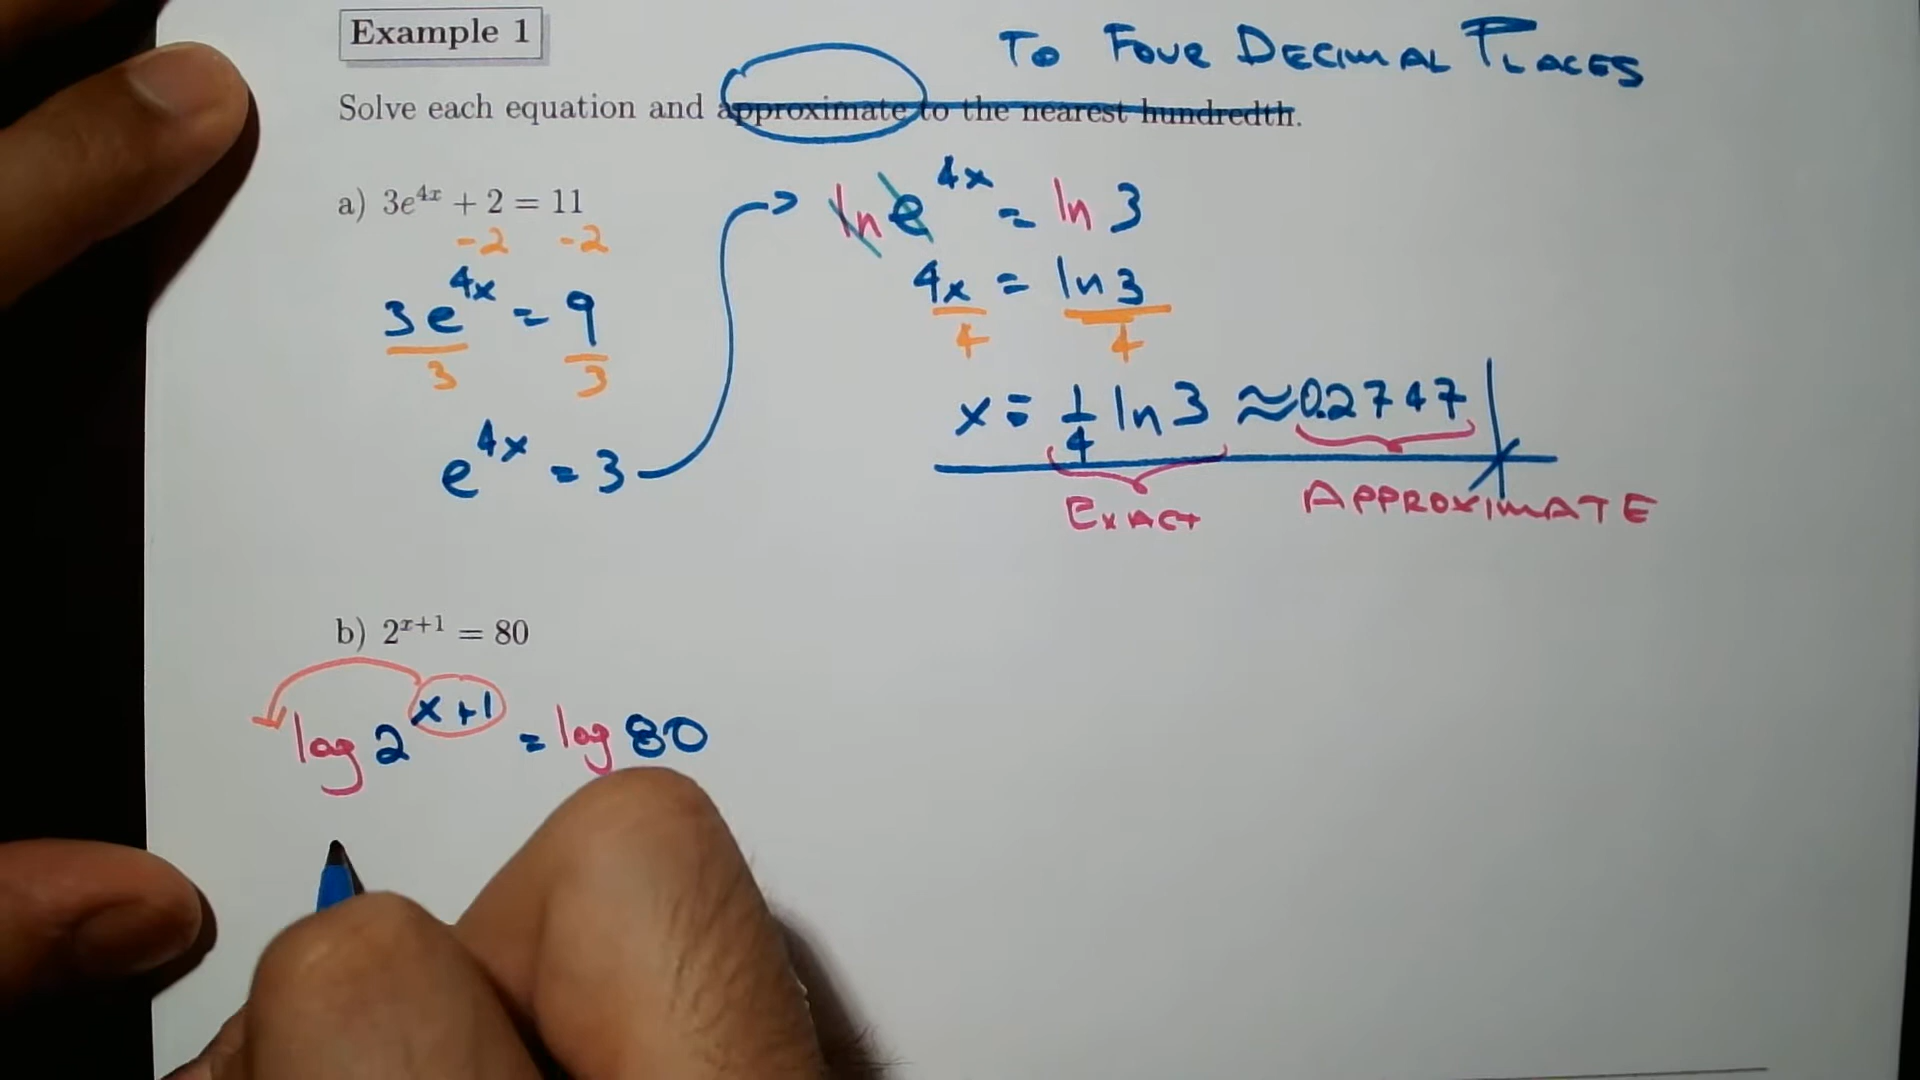 Example 1
To Four Decimal Places
Solve each equation and approximate to the nearest hundredth.
a) 3e^{4x} + 2 = 11
-2 -2
3e^{4x} = 9
3 3
e^{4x} = 3
ln e^{4x} = ln 3
4x = ln 3
4 4
x = 1/4 ln 3 ≈ 0.2747
Exact
APPROXIMATE
b) 2^{x+1} = 80
log 2^{x+1} = log 80